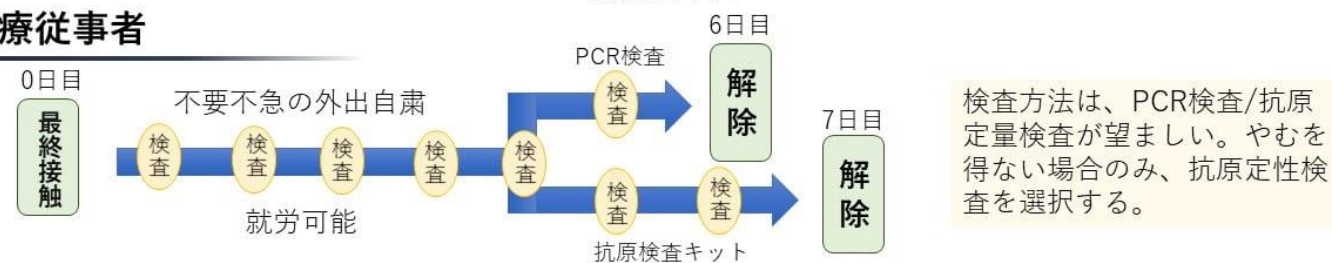 療従事者
0日目
最終接触
不要不急の外出自粛
検査
検査
検査
検査
検査
就労可能
PCR検査
検査
6日目
解除
検査
検査
抗原検査キット
7日目
解除
検査方法は、PCR検査/抗原
定量検査が望ましい。やむを
得ない場合のみ、抗原定性検
査を選択する。